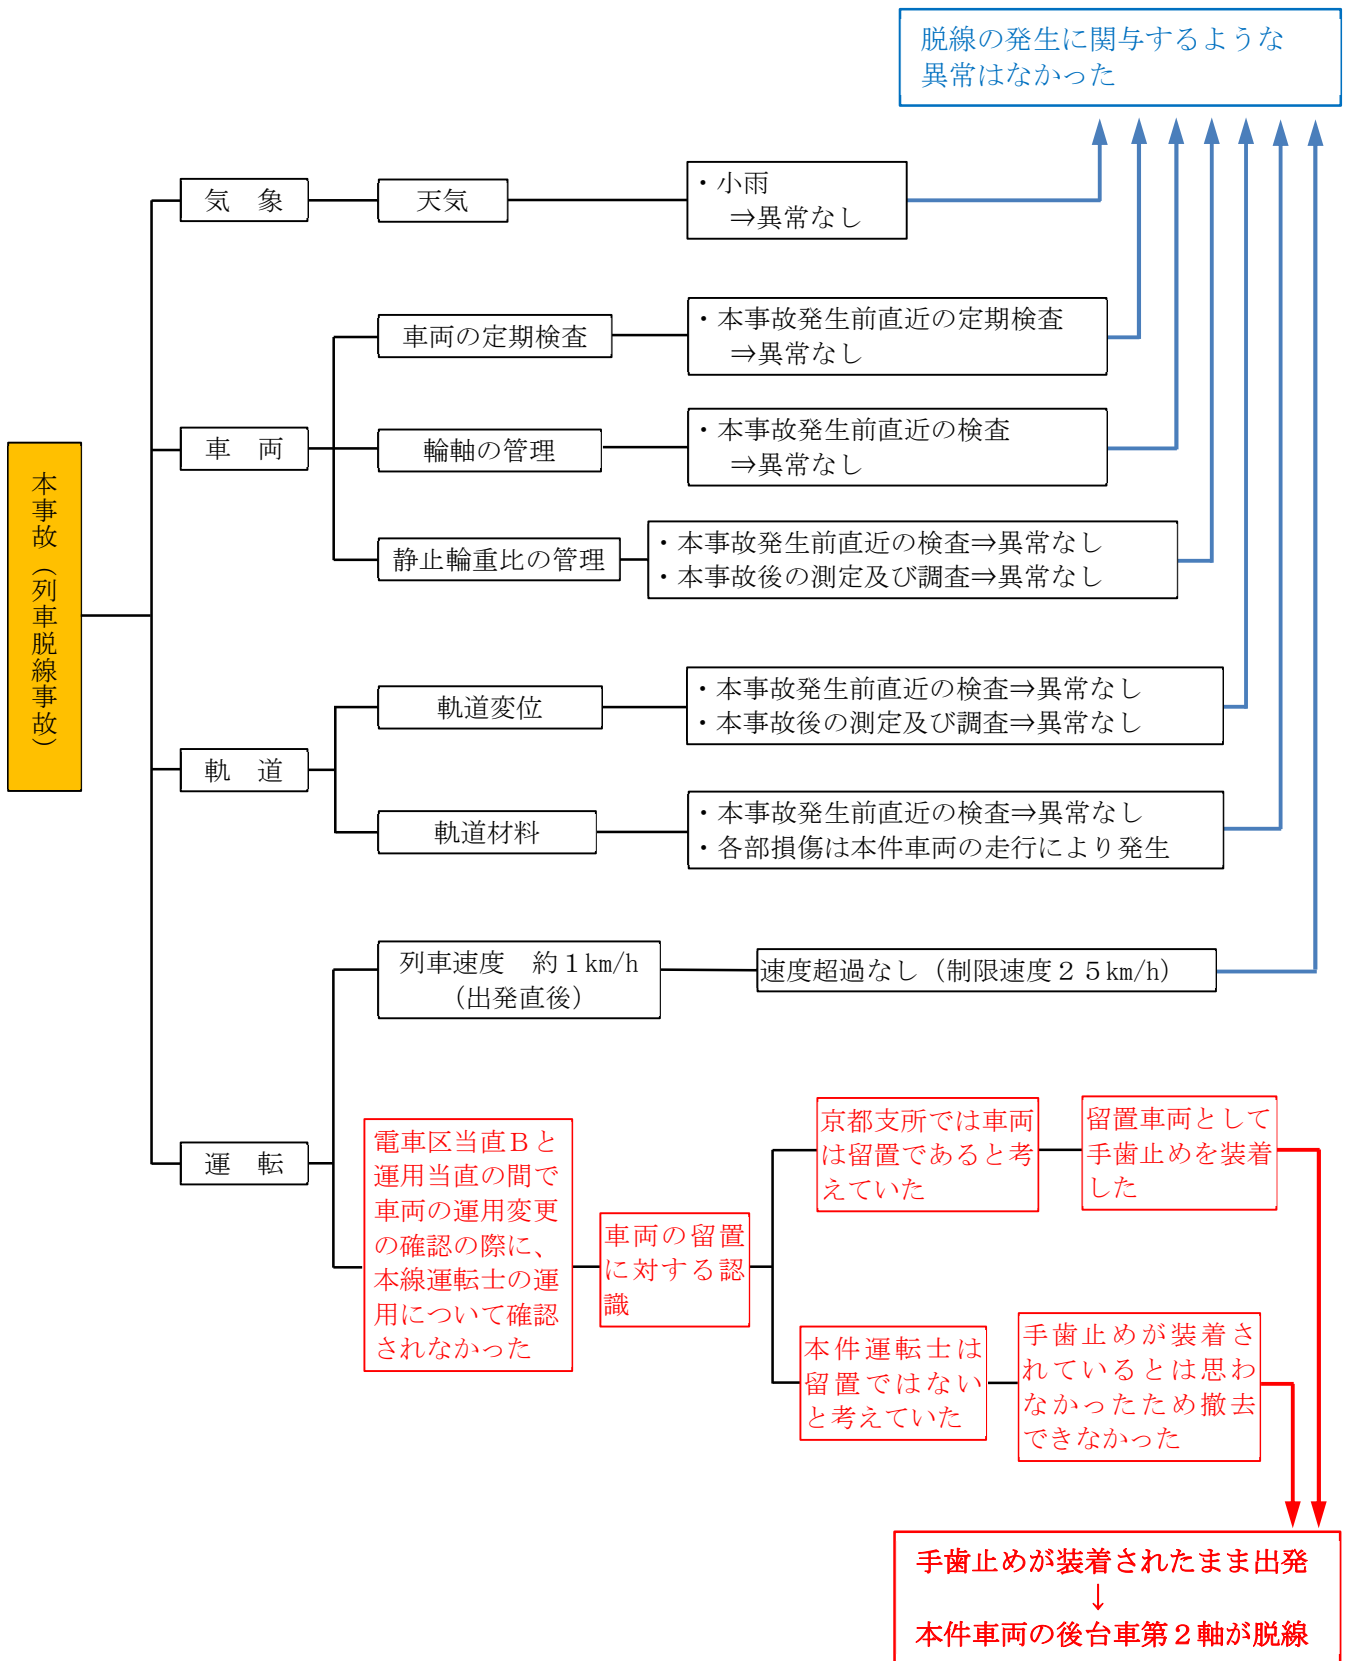 脱線の発生に関与するような
異常はなかった
本事故（列車脱線事故）
気　象
天気
・小雨
⇒異常なし
車　両
車両の定期検査
・本事故発生前直近の定期検査
⇒異常なし
輪軸の管理
・本事故発生前直近の検査
⇒異常なし
静止輪重比の管理
・本事故発生前直近の検査⇒異常なし
・本事故後の測定及び調査⇒異常なし
軌　道
軌道変位
・本事故発生前直近の検査⇒異常なし
・本事故後の測定及び調査⇒異常なし
軌道材料
・本事故発生前直近の検査⇒異常なし
・各部損傷は本件車両の走行により発生
運　転
列車速度　約１km/h
（出発直後）
速度超過なし（制限速度２５km/h）
電車区当直Ｂと
運用当直の間で
車両の運用変更
の確認の際に、
本線運転士の運
用について確認
されなかった
車両の留置
に対する認
識
京都支所では車両
は留置であると考
えていた
留置車両として
手歯止めを装着
した
本件運転士は
留置ではない
と考えていた
手歯止めが装着さ
れているとは思わ
なかったため撤去
できなかった
手歯止めが装着されたまま出発
↓
本件車両の後台車第２軸が脱線